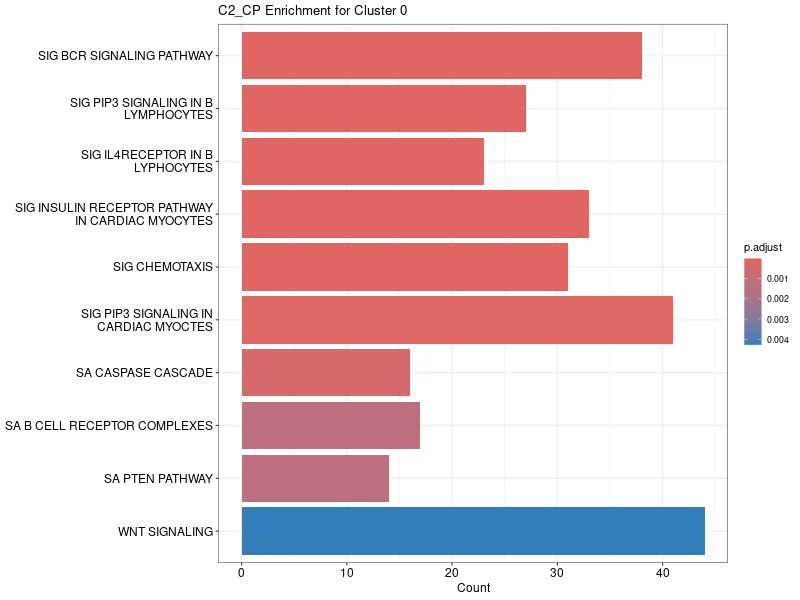 C2_CP Enrichment for Cluster 0
SIG BCR SIGNALING PATHWAY
SIG PIP3 SIGNALING IN B
LYMPHOCYTES
SIG IL4RECEPTOR IN B
LYPHOCYTES
SIG INSULIN RECEPTOR PATHWAY
IN CARDIAC MYOCYTES
SIG CHEMOTAXIS
SIG PIP3 SIGNALING IN
CARDIAC MYOCTES
SA CASPASE CASCADE
SA B CELL RECEPTOR COMPLEXES
SA PTEN PATHWAY
WNT SIGNALING
0 10 20 30 40
Count
p.adjust
0.001
0.002
0.003
0.004